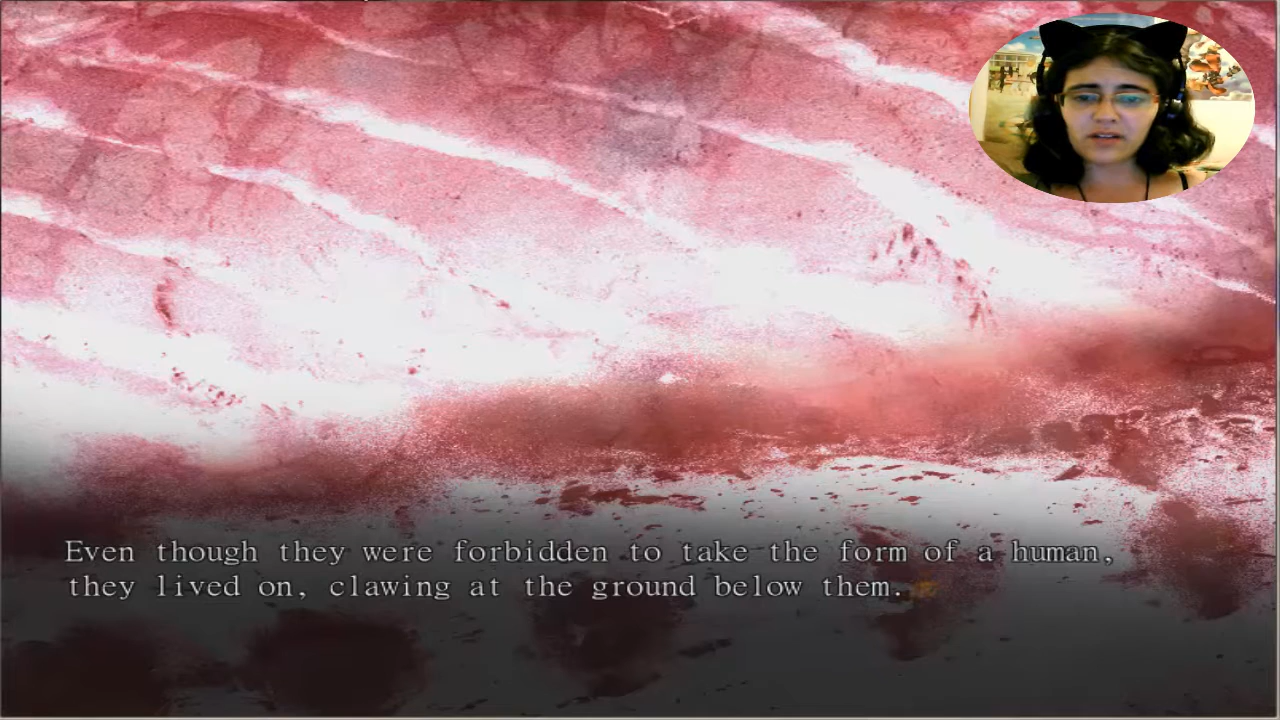 Even though they were forbidden to take the form of a human,
they lived on, clawing at the ground below them.